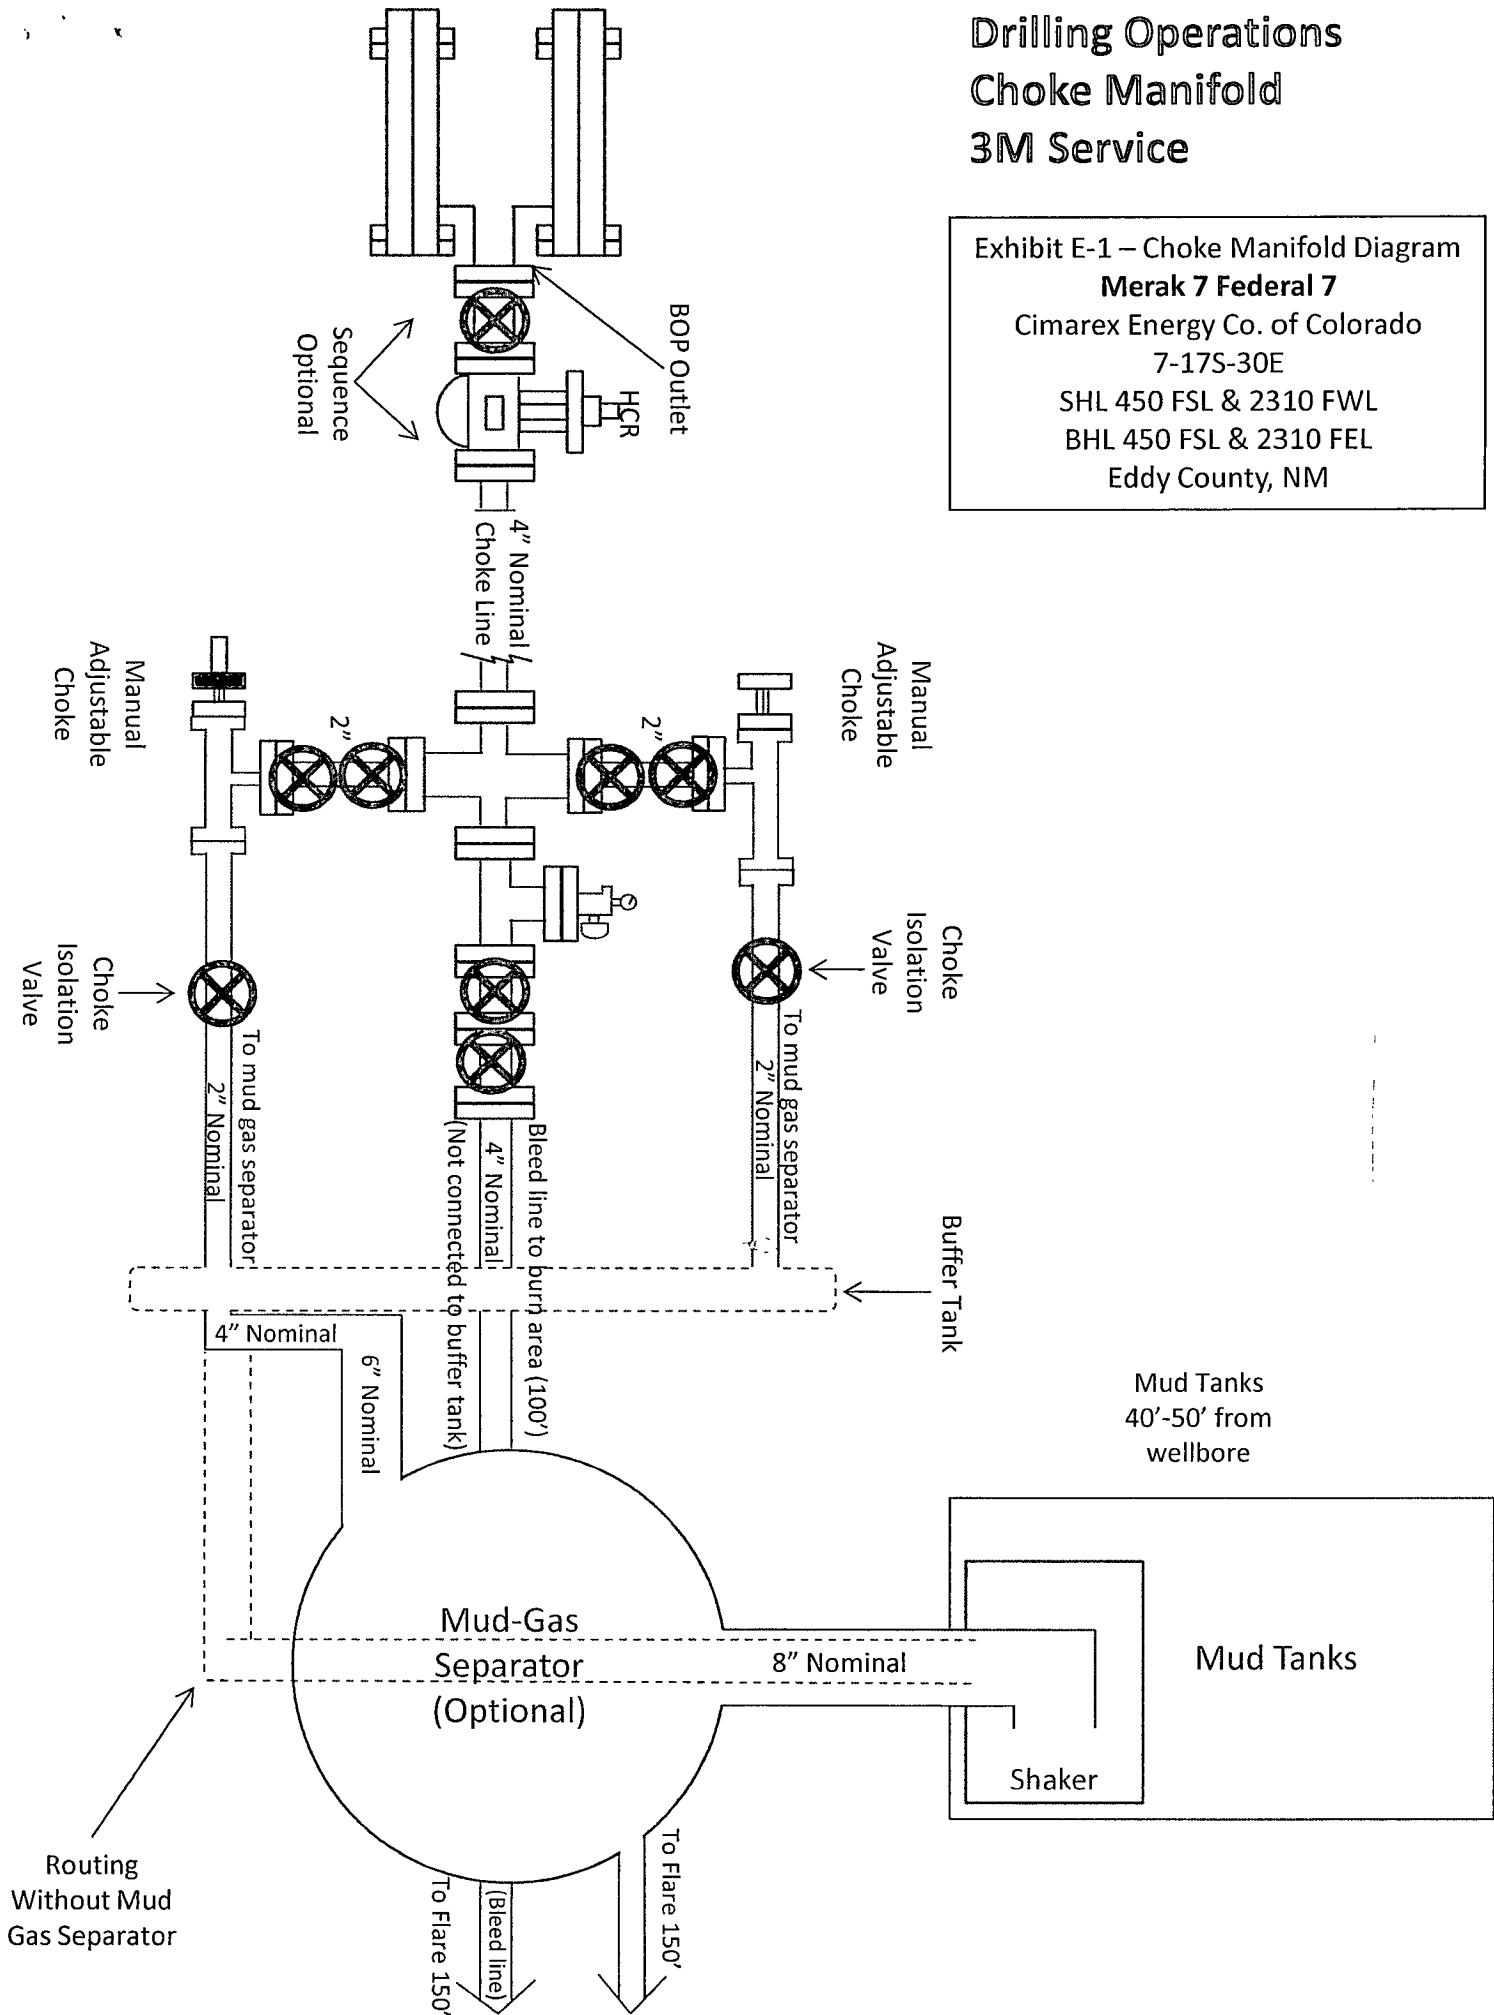 Drilling Operations
Choke Manifold
3M Service
Exhibit E-1 – Choke Manifold Diagram
Merak 7 Federal 7
Cimarex Energy Co. of Colorado
7-17S-30E
SHL 450 FSL & 2310 FWL
BHL 450 FSL & 2310 FEL
Eddy County, NM
BOP Outlet
HCR
Sequence
Optional
4” Nominal
Choke Line
Manual
Adjustable
Choke
Manual
Adjustable
Choke
2”
2”
Choke
Isolation
Valve
Choke
Isolation
Valve
To mud gas separator
2” Nominal
To mud gas separator
2” Nominal
Bleed line to burn area (100’)
4” Nominal
(Not connected to buffer tank)
Buffer Tank
4” Nominal
6” Nominal
Mud Tanks
40’-50’ from
wellbore
Mud-Gas
Separator
(Optional)
8” Nominal
Mud Tanks
Shaker
Routing
Without Mud
Gas Separator
To Flare 150’
(Bleed line)
To Flare 150’